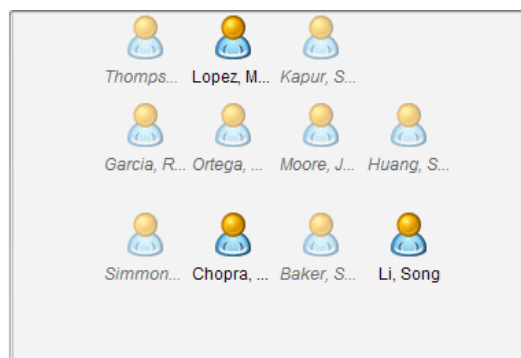 Thomps... Lopez, M... Kapur, S...
Garcia, R... Ortega, ... Moore, J... Huang, S...
Simmon... Chopra, ... Baker, S... Li, Song